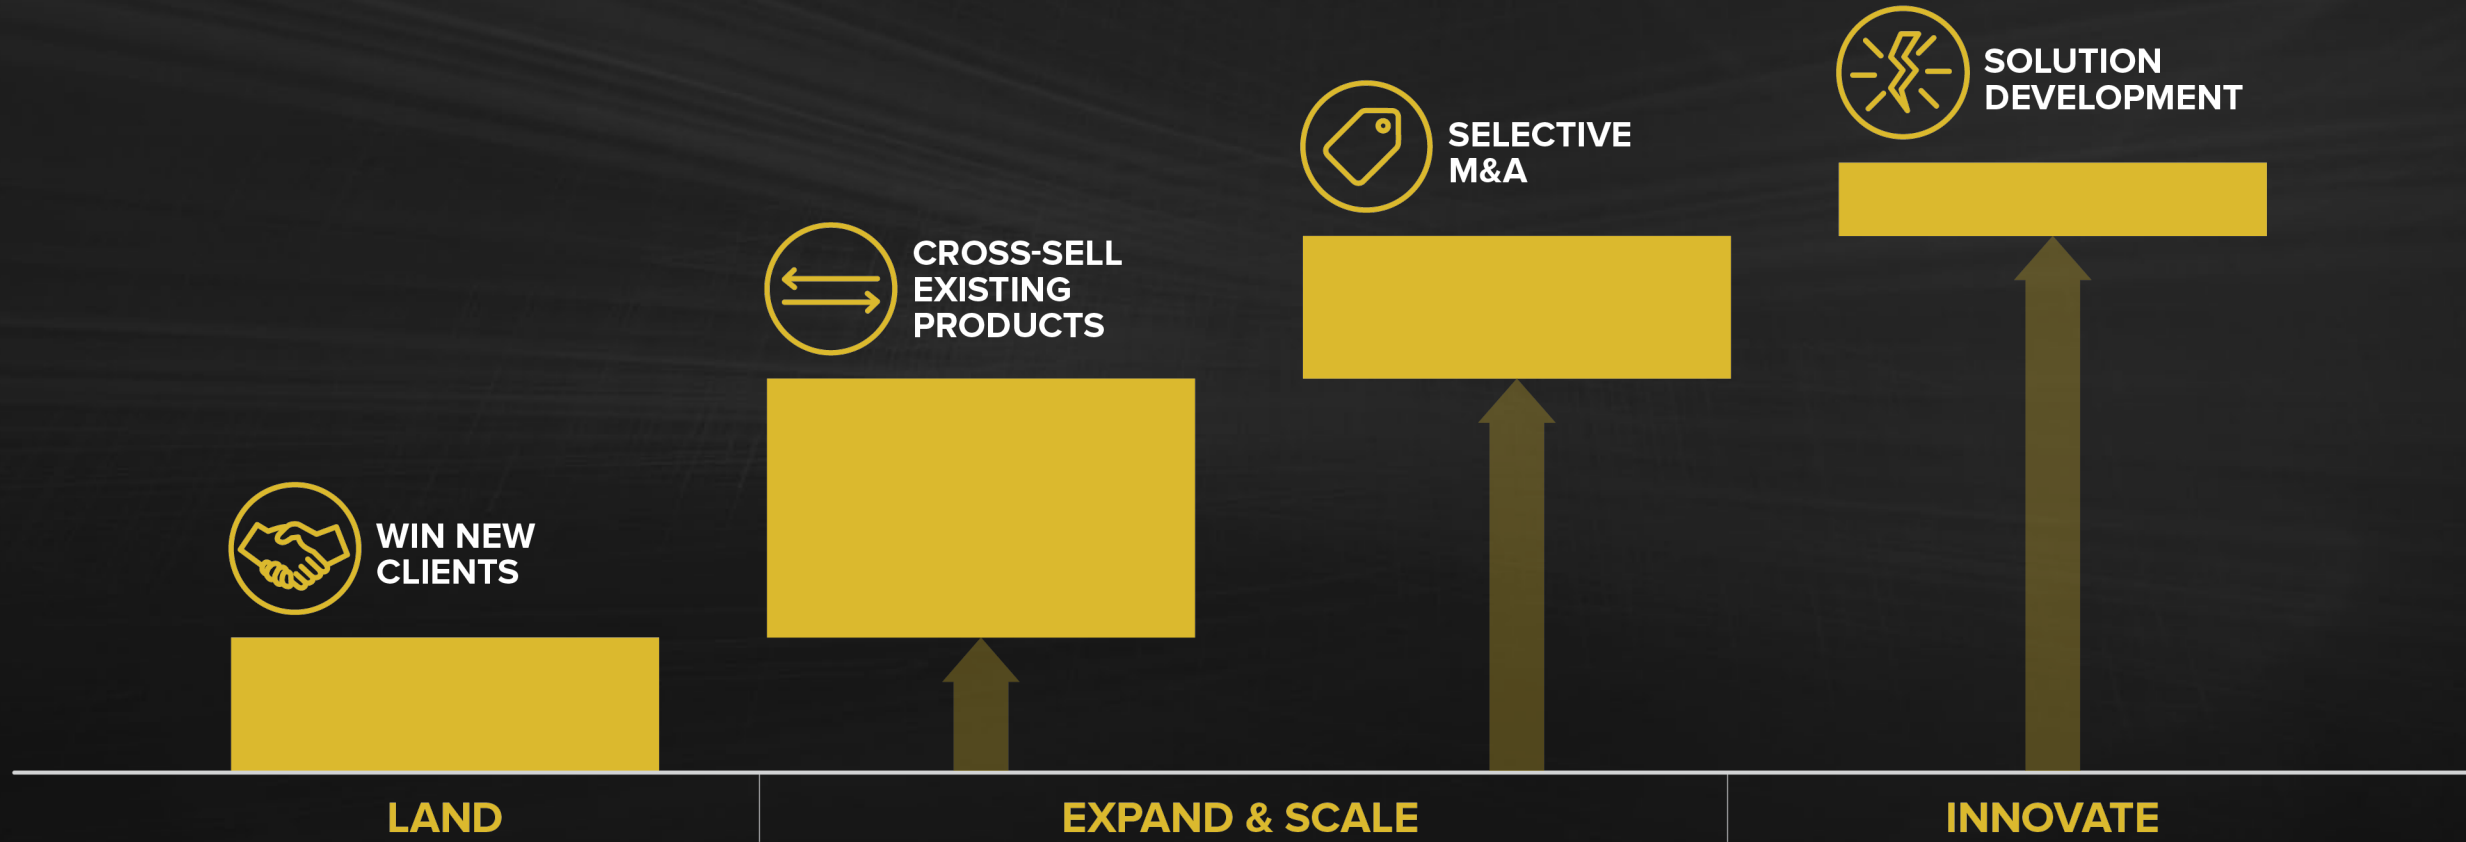 SOLUTION
DEVELOPMENT
SELECTIVE
M&A
CROSS-SELL
EXISTING
PRODUCTS
WIN NEW
CLIENTS
LAND
EXPAND & SCALE
INNOVATE